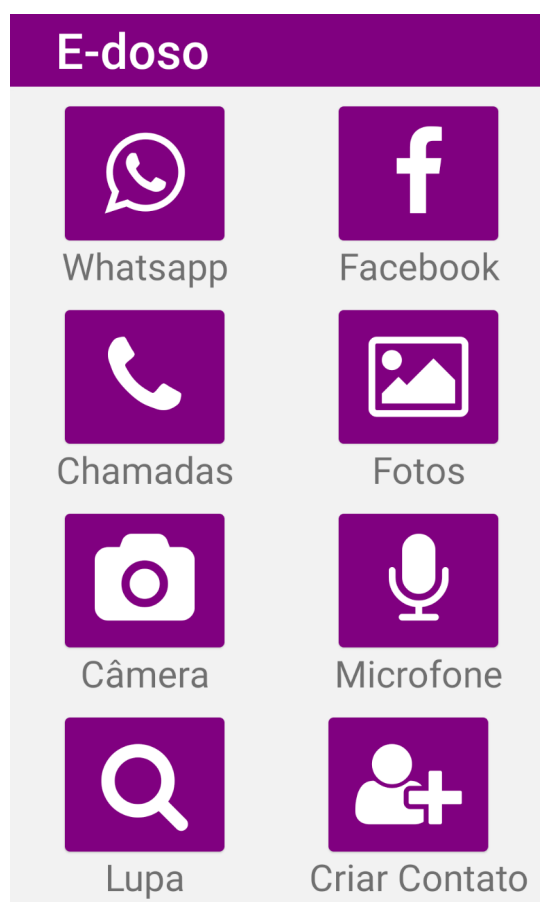 E-doso
Whatsapp Facebook
Chamadas Fotos
Câmera Microfone
Lupa Criar Contato